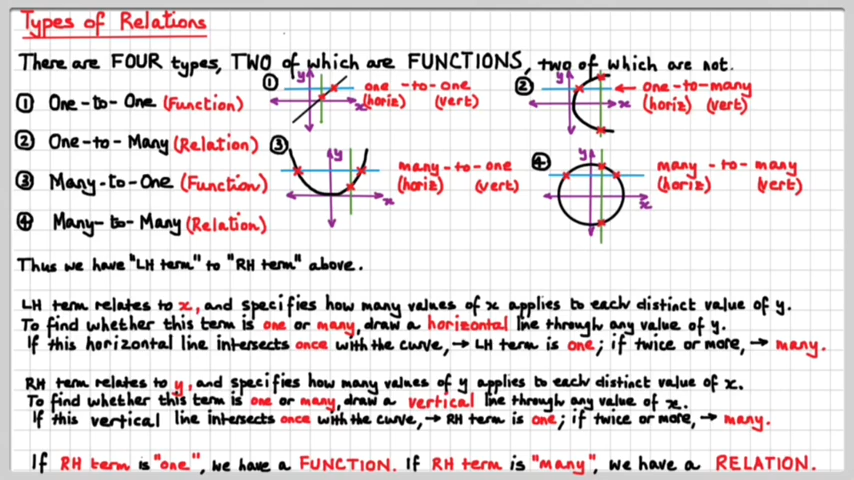 Types of Relations
There are FOUR types, TWO of which are FUNCTIONS, two of which are not.
① One-to-One (Function)
② One-to-Many (Relation)
③ Many-to-One (Function)
④ Many-to-Many (Relation)
① y x one-to-one
(horiz) (vert)
② y x one-to-many
(horiz) (vert)
③ y x many-to-one
(horiz) (vert)
④ y x many-to-many
(horiz) (vert)
Thus we have "LH term" to "RH term" above.
LH term relates to x, and specifies how many values of x applies to each distinct value of y.
To find whether this term is one or many, draw a horizontal line through any value of y.
If this horizontal line intersects once with the curve, → LH term is one; if twice or more, → many.
RH term relates to y, and specifies how many values of y applies to each distinct value of x.
To find whether this term is one or many, draw a vertical line through any value of x.
If this vertical line intersects once with the curve, → RH term is one; if twice or more, → many.
If RH term is "one", we have a FUNCTION. If RH term is "many", we have a RELATION.